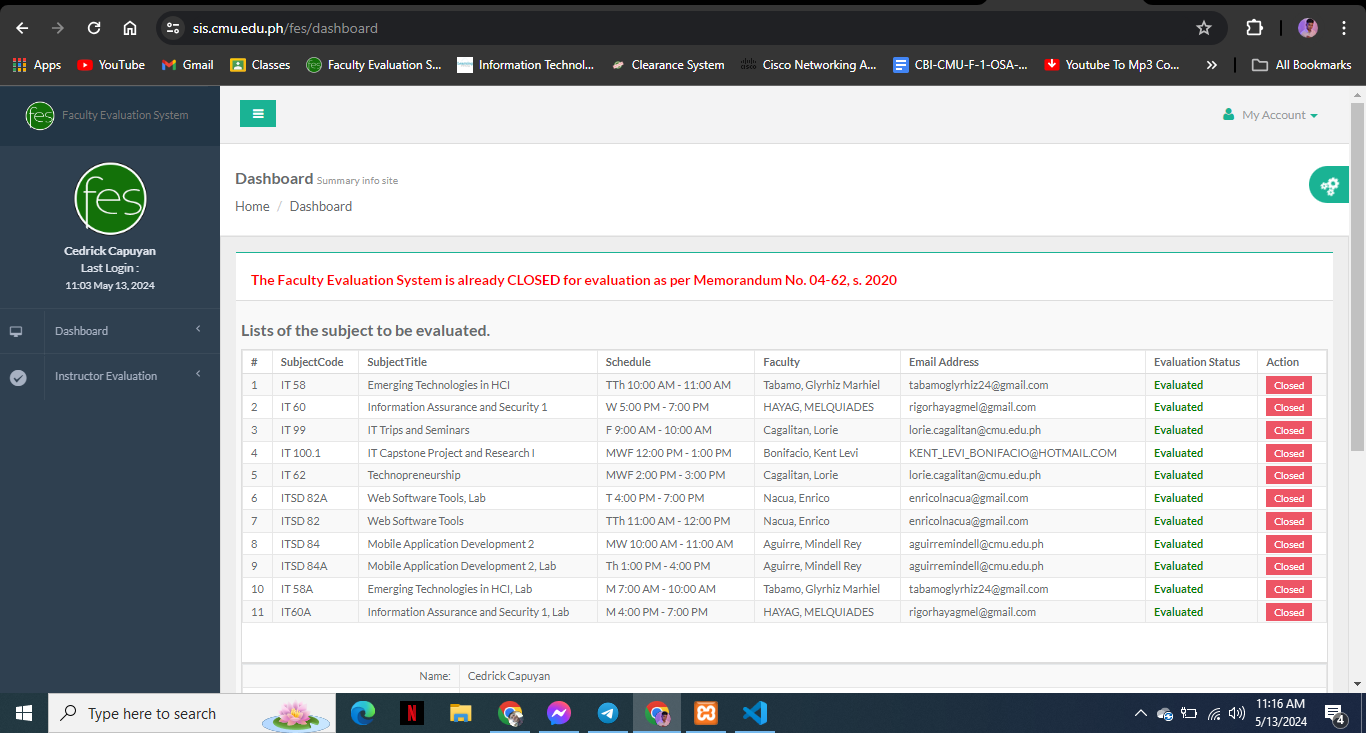 sis.cmu.edu.ph/fes/dashboard
Apps YouTube Gmail Classes Faculty Evaluation S... Information Technol... Clearance System Cisco Networking A... CBI-CMU-F-1-OSA-... Youtube To Mp3 Co... » All Bookmarks
fes Faculty Evaluation System
My Account
fes
Cedrick Capuyan
Last Login :
11:03 May 13, 2024
Dashboard
Instructor Evaluation
Dashboard Summary info site
Home / Dashboard
The Faculty Evaluation System is already CLOSED for evaluation as per Memorandum No. 04-62, s. 2020
Lists of the subject to be evaluated.
# SubjectCode SubjectTitle Schedule Faculty Email Address Evaluation Status Action
1 IT 58 Emerging Technologies in HCI TTh 10:00 AM - 11:00 AM Tabamo, Glyrhiz Marhiel tabamoglyrhiz24@gmail.com Evaluated Closed
2 IT 60 Information Assurance and Security 1 W 5:00 PM - 7:00 PM HAYAG, MELQUIADES rigorhayagmel@gmail.com Evaluated Closed
3 IT 99 IT Trips and Seminars F 9:00 AM - 10:00 AM Cagalitan, Lorie lorie.cagalitan@cmu.edu.ph Evaluated Closed
4 IT 100.1 IT Capstone Project and Research I MWF 12:00 PM - 1:00 PM Bonifacio, Kent Levi KENT_LEVI_BONIFACIO@HOTMAIL.COM Evaluated Closed
5 IT 62 Technopreneurship MWF 2:00 PM - 3:00 PM Cagalitan, Lorie lorie.cagalitan@cmu.edu.ph Evaluated Closed
6 ITSD 82A Web Software Tools, Lab T 4:00 PM - 7:00 PM Nacua, Enrico enricolnacua@gmail.com Evaluated Closed
7 ITSD 82 Web Software Tools TTh 11:00 AM - 12:00 PM Nacua, Enrico enricolnacua@gmail.com Evaluated Closed
8 ITSD 84 Mobile Application Development 2 MW 10:00 AM - 11:00 AM Aguirre, Mindell Rey aguirremindell@cmu.edu.ph Evaluated Closed
9 ITSD 84A Mobile Application Development 2, Lab Th 1:00 PM - 4:00 PM Aguirre, Mindell Rey aguirremindell@cmu.edu.ph Evaluated Closed
10 IT 58A Emerging Technologies in HCI, Lab M 7:00 AM - 10:00 AM Tabamo, Glyrhiz Marhiel tabamoglyrhiz24@gmail.com Evaluated Closed
11 IT60A Information Assurance and Security 1, Lab M 4:00 PM - 7:00 PM HAYAG, MELQUIADES rigorhayagmel@gmail.com Evaluated Closed
Name: Cedrick Capuyan
Type here to search
11:16 AM
5/13/2024
4